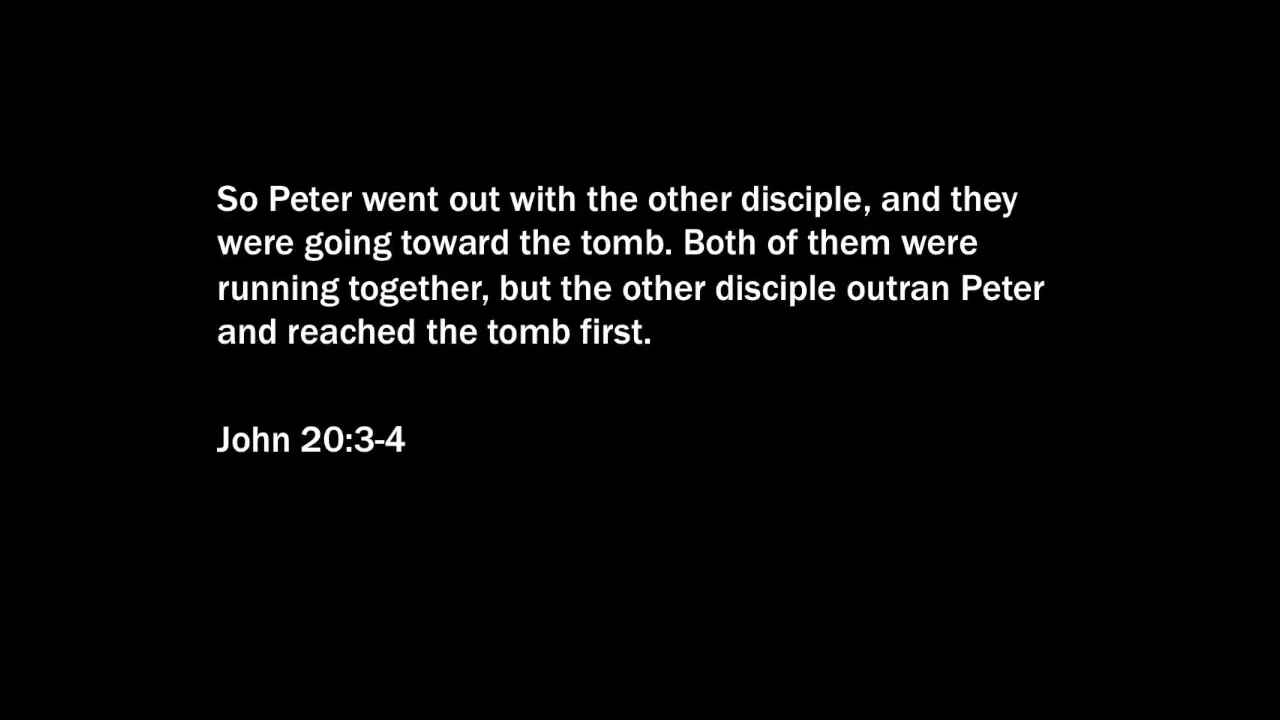 So Peter went out with the other disciple, and they
were going toward the tomb. Both of them were
running together, but the other disciple outran Peter
and reached the tomb first.
John 20:3-4